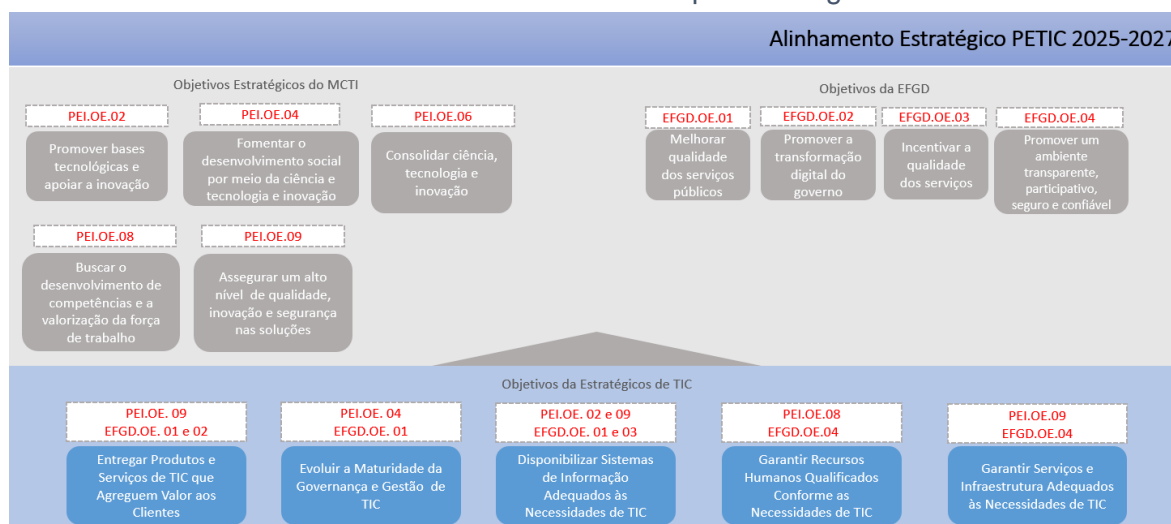 Alinhamento Estratégico PETIC 2025-2027
Objetivos Estratégicos do MCTI
PEI.OE.02
Promover bases
tecnológicas e
apoiar a inovação
PEI.OE.04
Fomentar o
desenvolvimento social
por meio da ciência e
tecnologia e inovação
PEI.OE.06
Consolidar ciência,
tecnologia e
inovação
PEI.OE.08
Buscar o
desenvolvimento de
competências e a
valorização da força
de trabalho
PEI.OE.09
Assegurar um alto
nível de qualidade,
inovação e segurança
nas soluções
Objetivos da EFGD
EFGD.OE.01
Melhorar
qualidade
dos serviços
públicos
EFGD.OE.02
Promover a
transformação
digital do
governo
EFGD.OE.03
Incentivar a
qualidade
dos serviços
EFGD.OE.04
Promover um
ambiente
transparente,
participativo,
seguro e confiável
Objetivos da Estratégicos de TIC
PEI.OE. 09
EFGD.OE. 01 e 02
Entregar Produtos e
Serviços de TIC que
Agreguem Valor aos
Clientes
PEI.OE. 04
EFGD.OE. 01
Evoluir a Maturidade da
Governança e Gestão de
TIC
PEI.OE. 02 e 09
EFGD.OE. 01 e 03
Disponibilizar Sistemas
de Informação
Adequados às
Necessidades de TIC
PEI.OE.08
EFGD.OE.04
Garantir Recursos
Humanos Qualificados
Conforme as
Necessidades de TIC
PEI.OE.09
EFGD.OE.04
Garantir Serviços e
Infraestrutura Adequados
às Necessidades de TIC